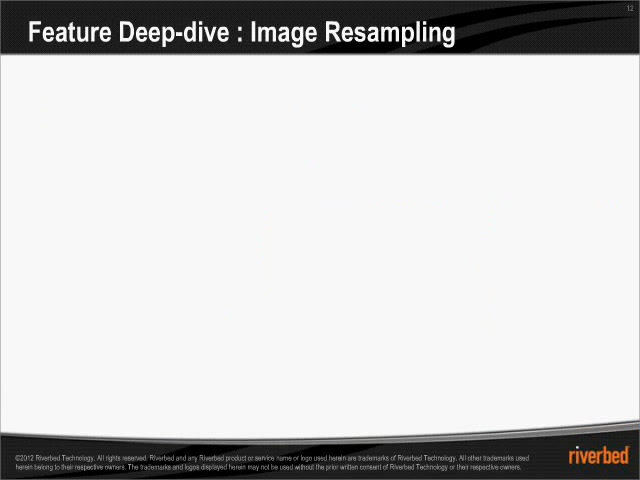 12
Feature Deep-dive : Image Resampling
©2012 Riverbed Technology. All rights reserved. Riverbed and any Riverbed product or service name or logo used herein are trademarks of Riverbed Technology. All other trademarks used
herein belong to their respective owners. The trademarks and logos displayed herein may not be used without the prior written consent of Riverbed Technology or their respective owners.
riverbed